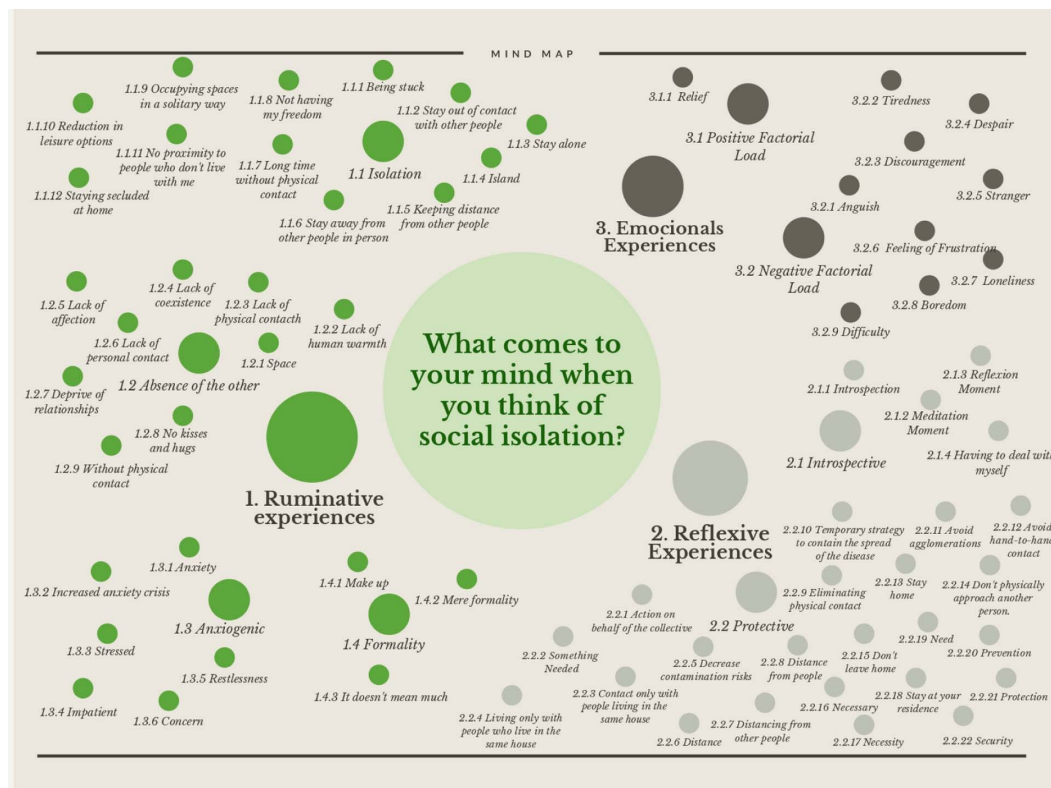 MIND MAP
1.1.9 Occupying spaces
in a solitary way
1.1.8 Not having
my freedom
1.1.1 Being stuck
1.1.2 Stay out of contact
with other people
1.1.3 Stay alone
1.1.10 Reduction in
leisure options
1.1.11 No proximity to
people who don't live
with me
1.1.7 Long time
without physical
contact
1.1 Isolation
1.1.4 Island
1.1.12 Staying secluded
at home
1.1.6 Stay away from
other people in person
1.1.5 Keeping distance
from other people
3.1.1 Relief
3.1 Positive Factorial
Load
3.2.2 Tiredness
3.2.4 Despair
3.2.3 Discouragement
3.2.5 Stranger
3.2.1 Anguish
3. Emocionals
Experiences
3.2.6 Feeling of Frustration
3.2 Negative Factorial
Load
3.2.7 Loneliness
3.2.8 Boredom
3.2.9 Difficulty
1.2.5 Lack of
affection
1.2.4 Lack of
coexistence
1.2.3 Lack of
physical contacth
1.2.2 Lack of
human warmth
1.2.6 Lack of
personal contact
1.2.1 Space
1.2 Absence of the other
1.2.7 Deprive of
relationships
1.2.8 No kisses
and hugs
1.2.9 Without physical
contact
What comes to
your mind when
you think of
social isolation?
1. Ruminative
experiences
2.1.1 Introspection
2.1.3 Reflexion
Moment
2.1.2 Meditation
Moment
2.1 Introspective
2.1.4 Having to deal with
myself
2. Reflexive
Experiences
2.2.10 Temporary strategy
to contain the spread
of the disease
2.2.11 Avoid
agglomerations
2.2.12 Avoid
hand-to-hand
contact
2.2.9 Eliminating
physical contact
2.2.13 Stay
home
2.2.14 Don't physically
approach another
person.
2.2.1 Action on
behalf of the collective
2.2 Protective
2.2.19 Need
2.2.20 Prevention
2.2.2 Something
Needed
2.2.5 Decrease
contamination risks
2.2.8 Distance
from people
2.2.15 Don't
leave home
2.2.3 Contact only with
people living in the
same house
2.2.16 Necessary
2.2.18 Stay at your
residence
2.2.21 Protection
2.2.4 Living only with
people who live in the
same house
2.2.6 Distance
2.2.7 Distancing from
other people
2.2.17 Necessity
2.2.22 Security
1.3.1 Anxiety
1.3.2 Increased anxiety crisis
1.3 Anxiogenic
1.3.3 Stressed
1.3.5 Restlessness
1.3.4 Impatient
1.3.6 Concern
1.4.1 Make up
1.4.2 Mere formality
1.4 Formality
1.4.3 It doesn't mean much